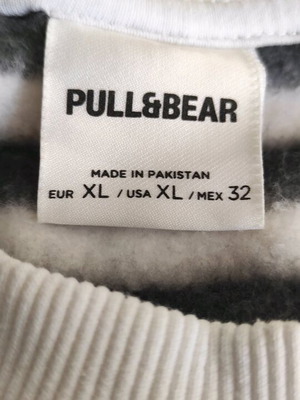 PULL&BEAR
MADE IN PAKISTAN
EUR XL / USA XL / MEX 32